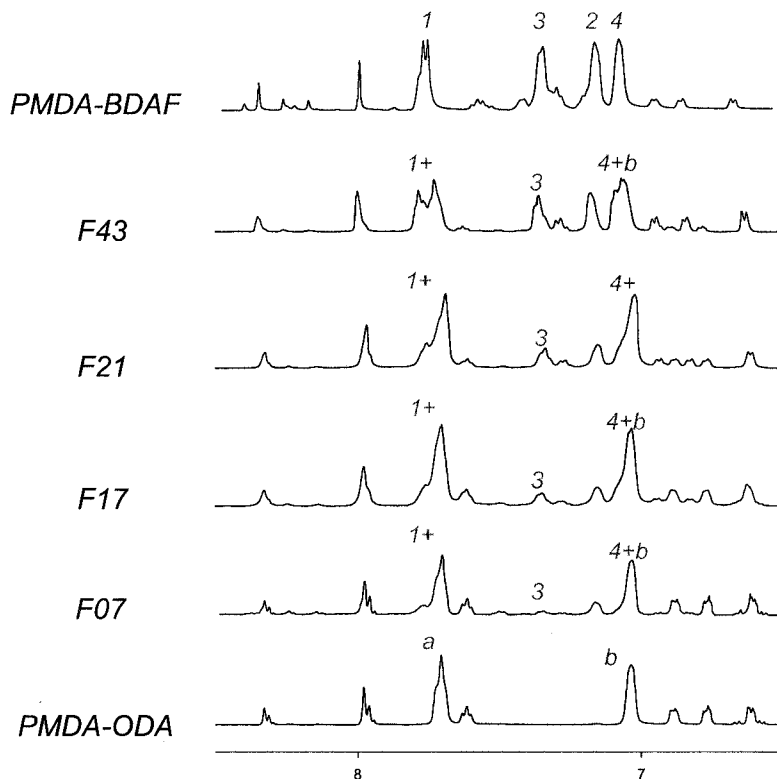 1 3 2 4
PMDA-BDAF
1+ 3 4+b
F43
1+ 3 4+
F21
1+ 3 4+b
F17
1+ 3 4+b
F07
a b
PMDA-ODA
8 7